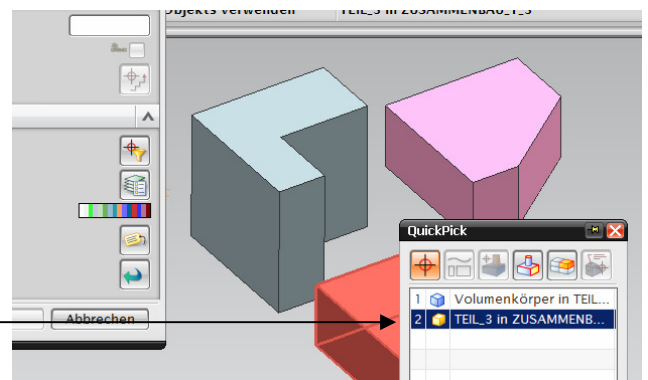 Objekts verwenden TEIL_3 in ZUSAMMENBAU_1_3
QuickPick
1 Volumenkörper in TEIL...
2 TEIL_3 in ZUSAMMENB...
Abbrechen